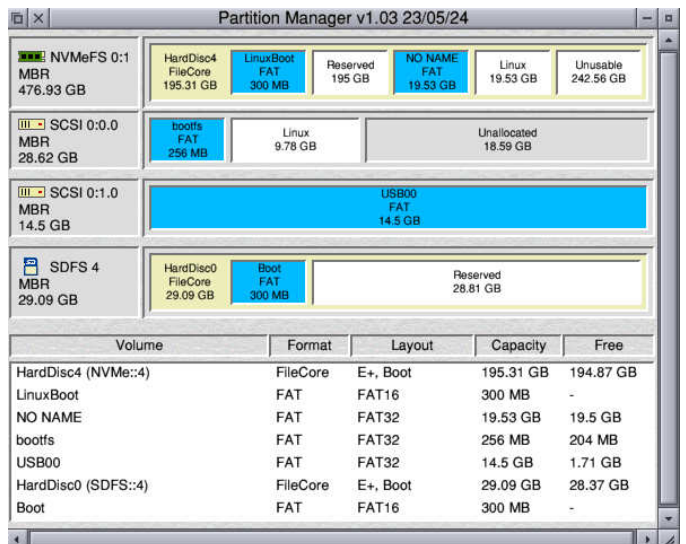 Partition Manager v1.03 23/05/24
NVMeFS 0:1
MBR
476.93 GB
HardDisc4
FileCore
195.31 GB
LinuxBoot
FAT
300 MB
Reserved
195 GB
NO NAME
FAT
19.53 GB
Linux
19.53 GB
Unusable
242.56 GB
SCSI 0:0.0
MBR
28.62 GB
bootfs
FAT
256 MB
Linux
9.78 GB
Unallocated
18.59 GB
SCSI 0:1.0
MBR
14.5 GB
USB00
FAT
14.5 GB
SDFS 4
MBR
29.09 GB
HardDisc0
FileCore
29.09 GB
Boot
FAT
300 MB
Reserved
28.81 GB
Volume Format Layout Capacity Free
HardDisc4 (NVMe::4) FileCore E+, Boot 195.31 GB 194.87 GB
LinuxBoot FAT FAT16 300 MB -
NO NAME FAT FAT32 19.53 GB 19.5 GB
bootfs FAT FAT32 256 MB 204 MB
USB00 FAT FAT32 14.5 GB 1.71 GB
HardDisc0 (SDFS::4) FileCore E+, Boot 29.09 GB 28.37 GB
Boot FAT FAT16 300 MB -